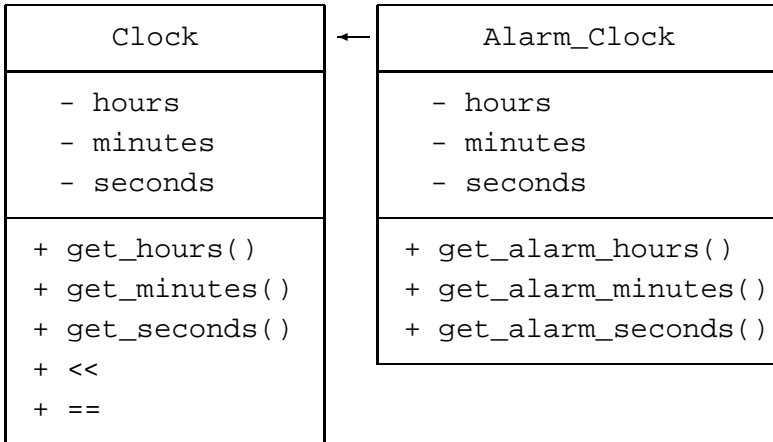 Clock
- hours
- minutes
- seconds
+ get_hours()
+ get_minutes()
+ get_seconds()
+ <<
+ ==
Alarm_Clock
- hours
- minutes
- seconds
+ get_alarm_hours()
+ get_alarm_minutes()
+ get_alarm_seconds()